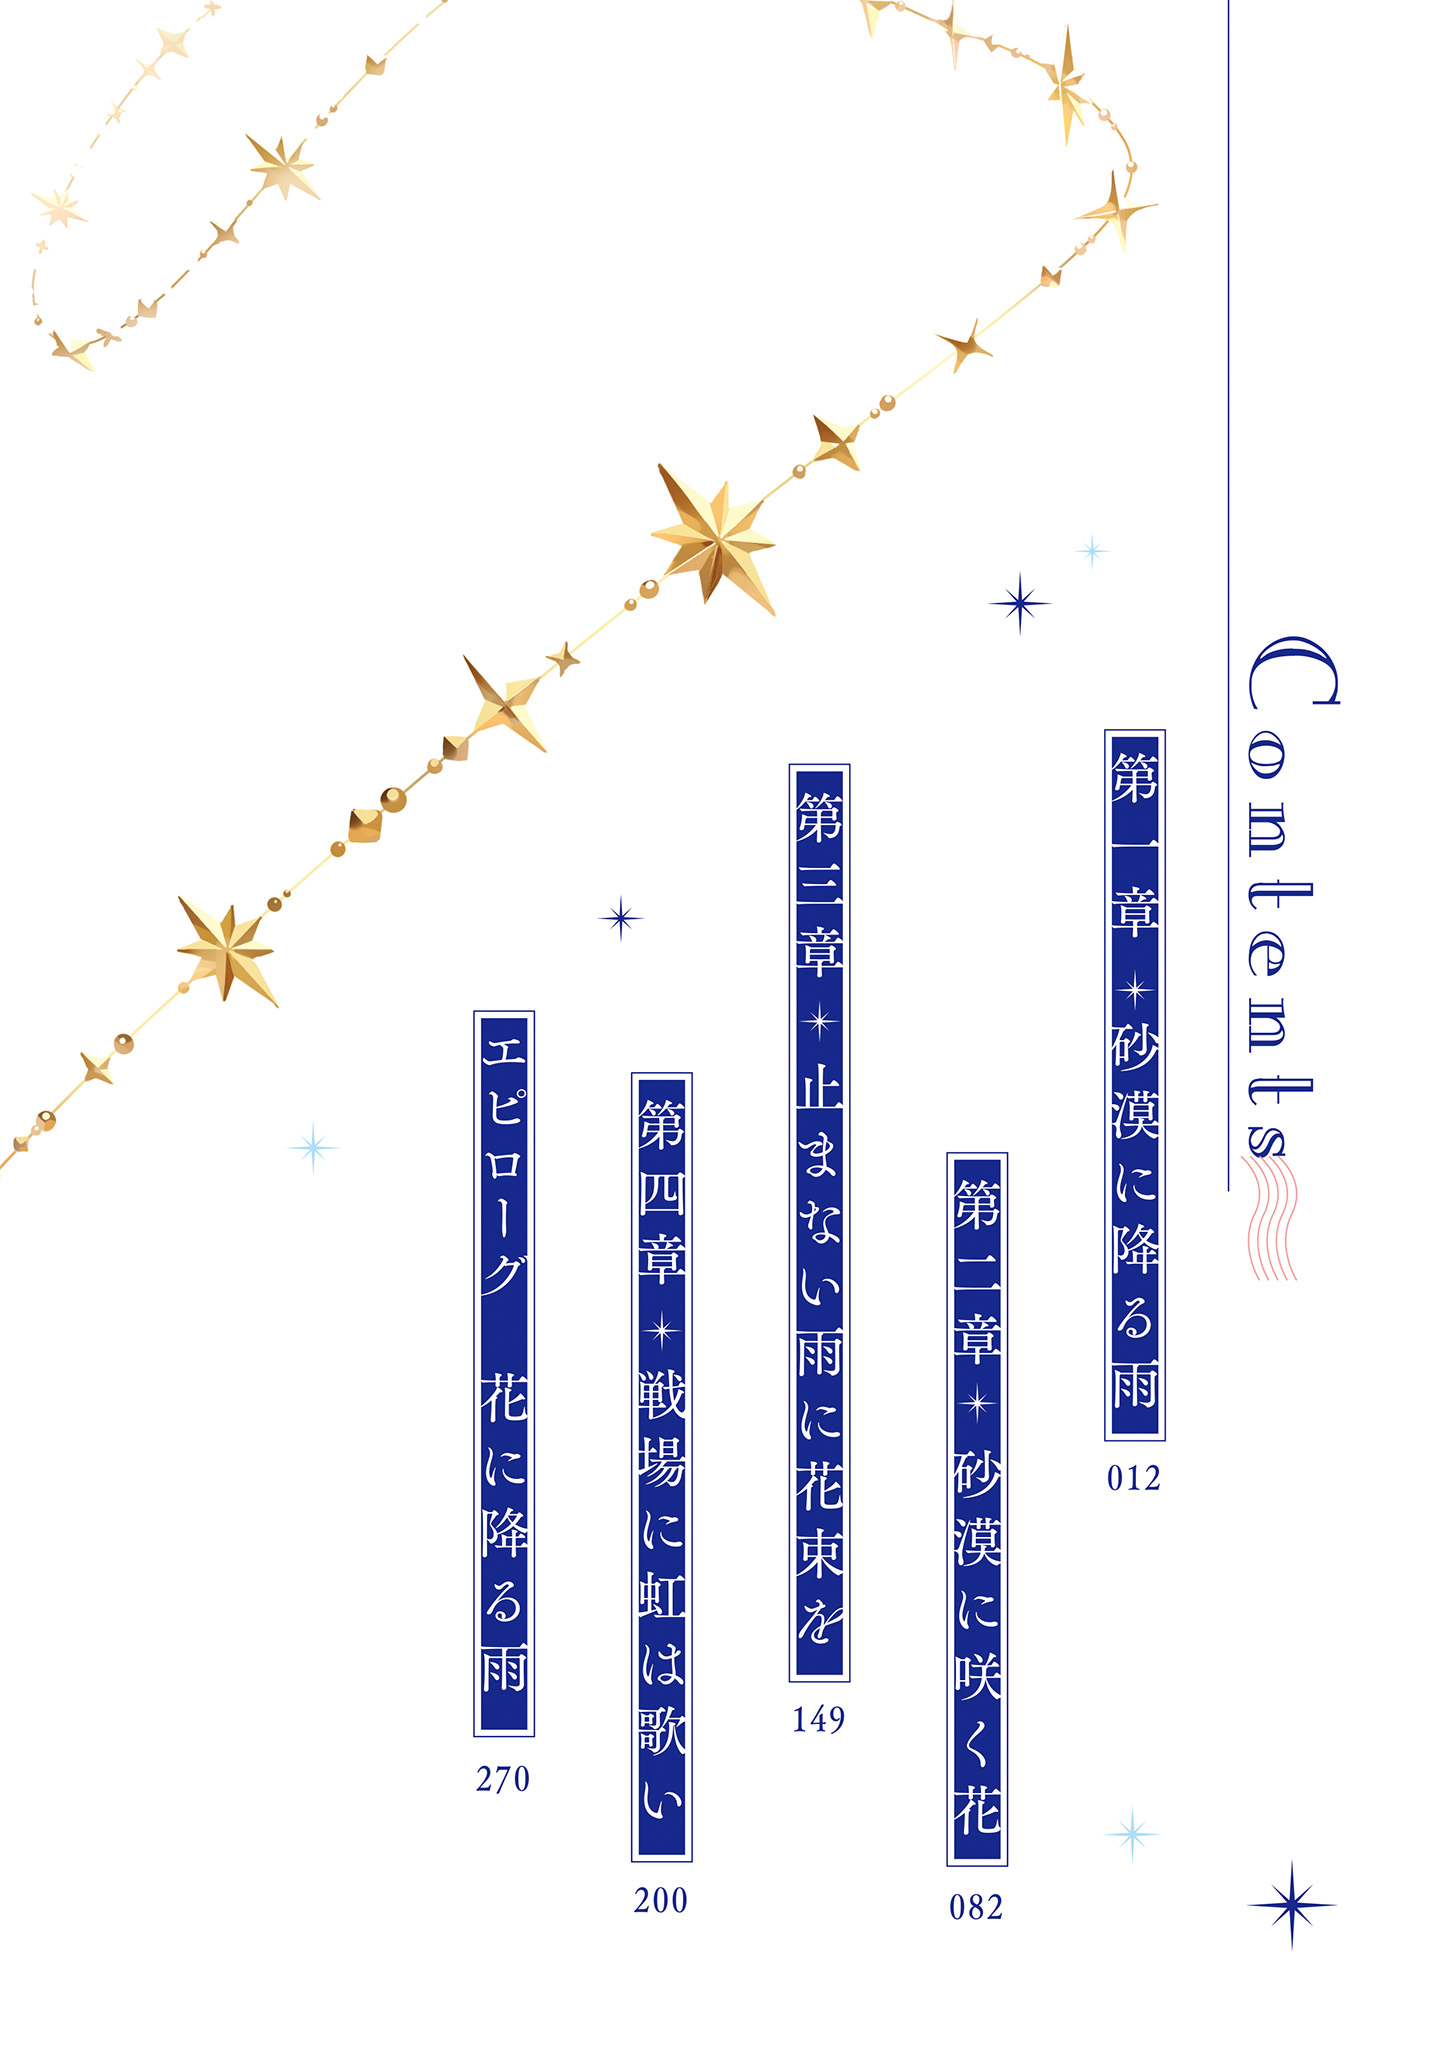 Contents
第一章 砂漠に降る雨
012
第二章 砂漠に咲く花
082
第三章 止まない雨に花束を
149
第四章 戦場に虹は歌い
200
エピローグ 花に降る雨
270